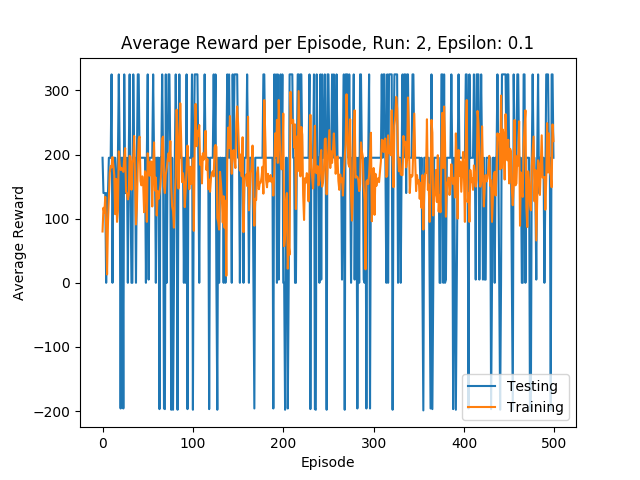 Average Reward per Episode, Run: 2, Epsilon: 0.1
Average Reward
300
200
100
0
−100
−200
0
100
200
300
400
500
Episode
Testing
Training